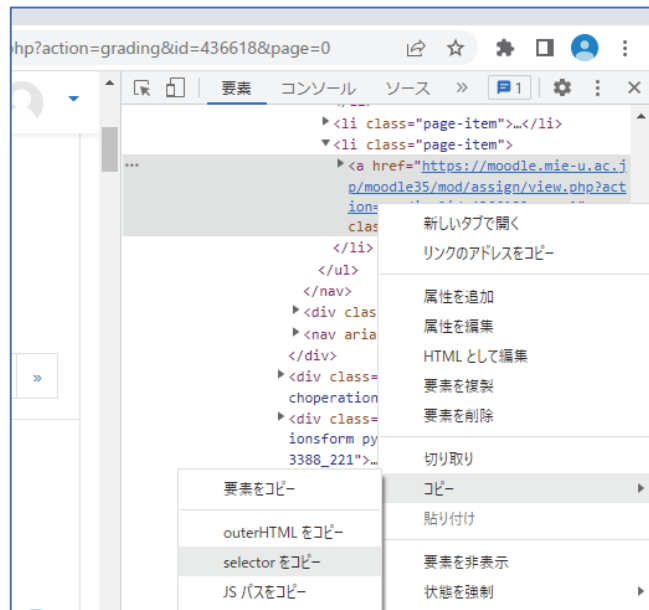 hp?action=grading&id=436618&page=0
要素 コンソール ソース » 1
▶<li class="page-item">…</li>
▼<li class="page-item">
… ▶<a href="https://moodle.mie-u.ac.j
p/moodle35/mod/assign/view.php?act
ion=
clas
</li>
</ul>
</nav>
▶<div clas
▶<nav aria
</div>
▶<div class=
choperation
▶<div class=
ionsform py
3388_221">…
»
新しいタブで開く
リンクのアドレスをコピー
属性を追加
属性を編集
HTML として編集
要素を複製
要素を削除
切り取り
コピー
貼り付け
要素を非表示
状態を強制
要素をコピー
outerHTML をコピー
selector をコピー
JS パスをコピー